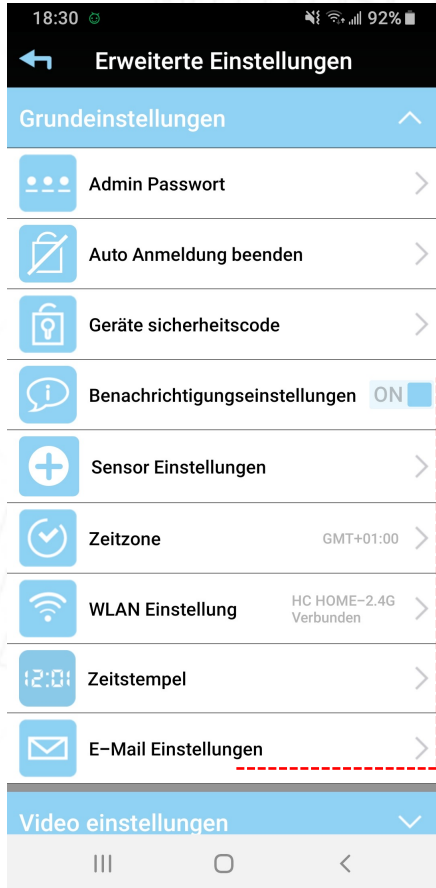 18:30 92%
Erweiterte Einstellungen
Grundeinstellungen
Admin Passwort
Auto Anmeldung beenden
Geräte sicherheitscode
Benachrichtigungseinstellungen ON
Sensor Einstellungen
Zeitzone GMT+01:00
WLAN Einstellung HC HOME-2.4G
Verbunden
12:01 Zeitstempel
E-Mail Einstellungen
Video einstellungen